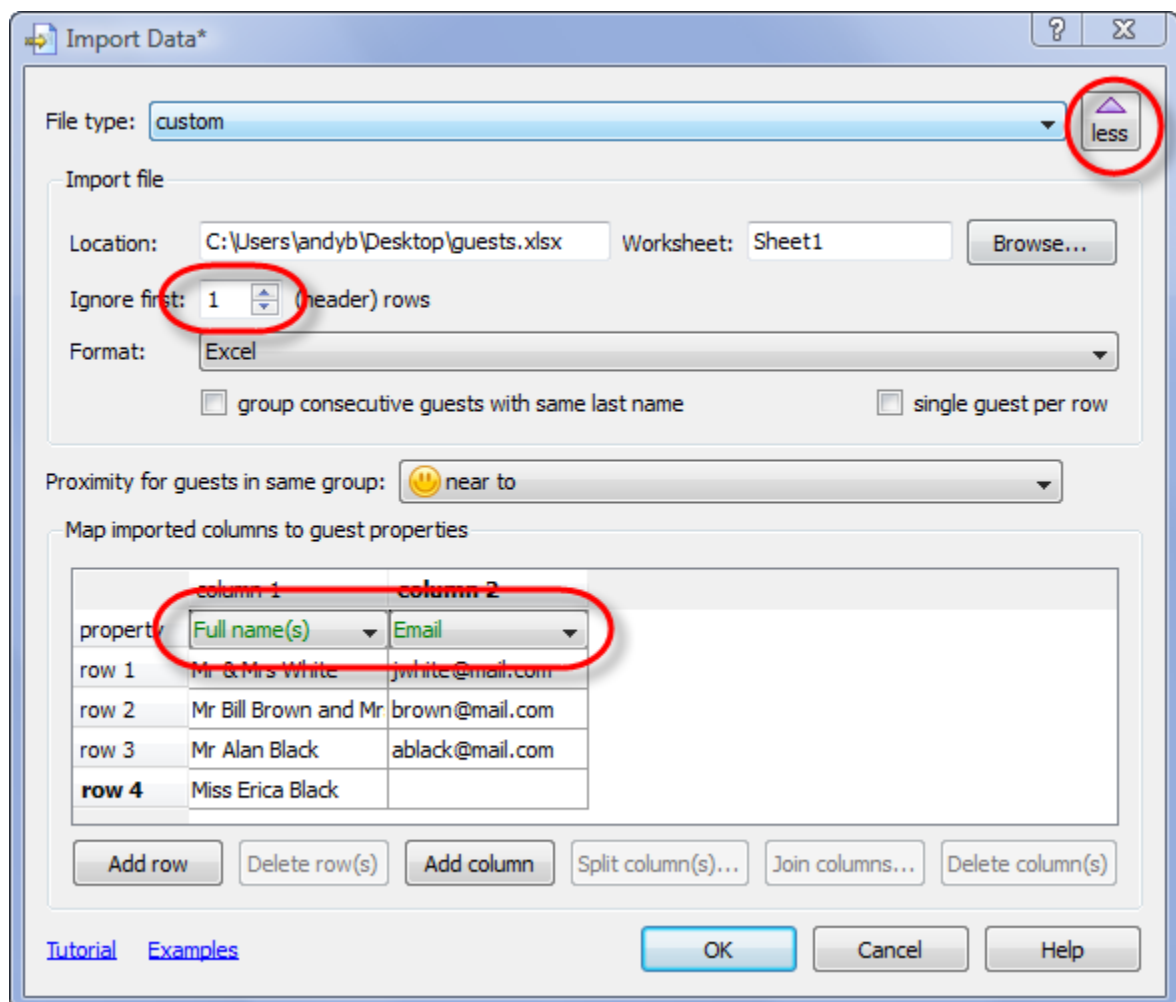 Import Data*
File type: custom less
Import file
Location: C:\Users\andyb\Desktop\guests.xlsx Worksheet: Sheet1 Browse...
Ignore first: 1 (header) rows
Format: Excel
group consecutive guests with same last name single guest per row
Proximity for guests in same group: near to
Map imported columns to guest properties
column 1 column 2
property Full name(s) Email
row 1 Mr & Mrs White jwhite@mail.com
row 2 Mr Bill Brown and Mr brown@mail.com
row 3 Mr Alan Black ablack@mail.com
row 4 Miss Erica Black
Add row Delete row(s) Add column Split column(s)... Join columns... Delete column(s)
Tutorial Examples OK Cancel Help